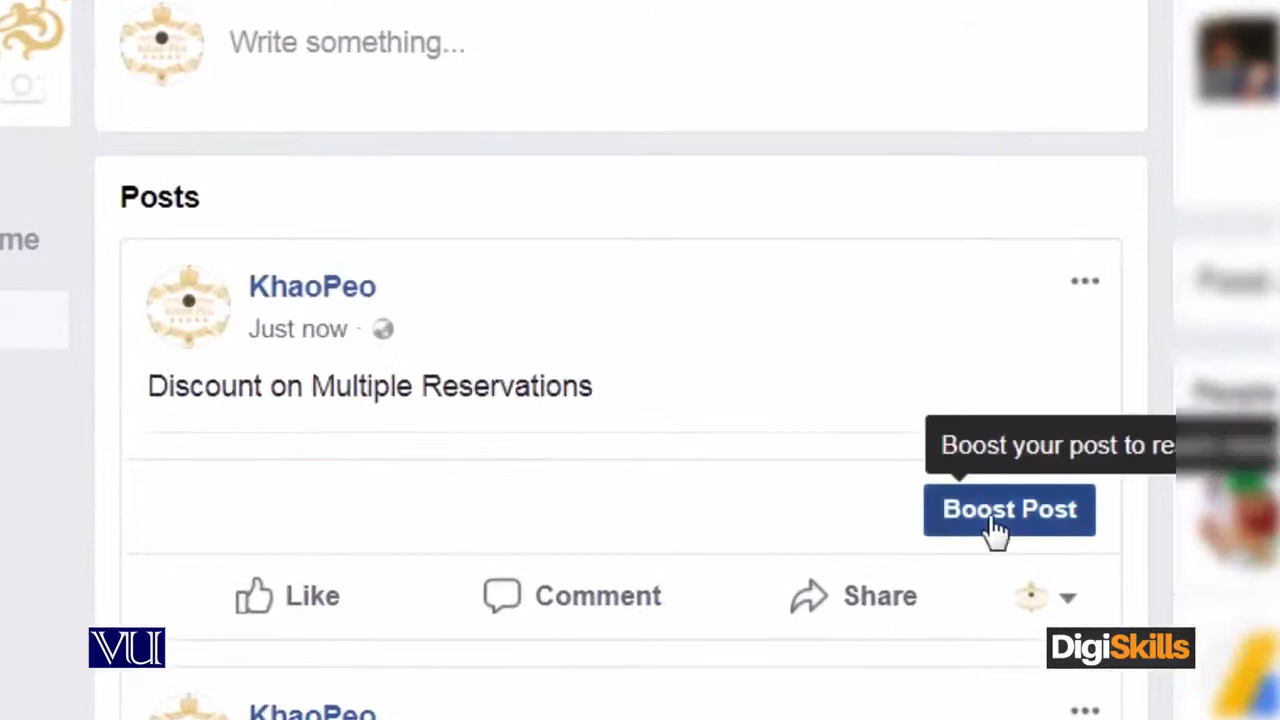 Write something...
Posts
me
KhaoPeo
Just now ·
Discount on Multiple Reservations
Boost your post to re
Boost Post
Like
Comment
Share
VU
DigiSkills
KhaoPeo